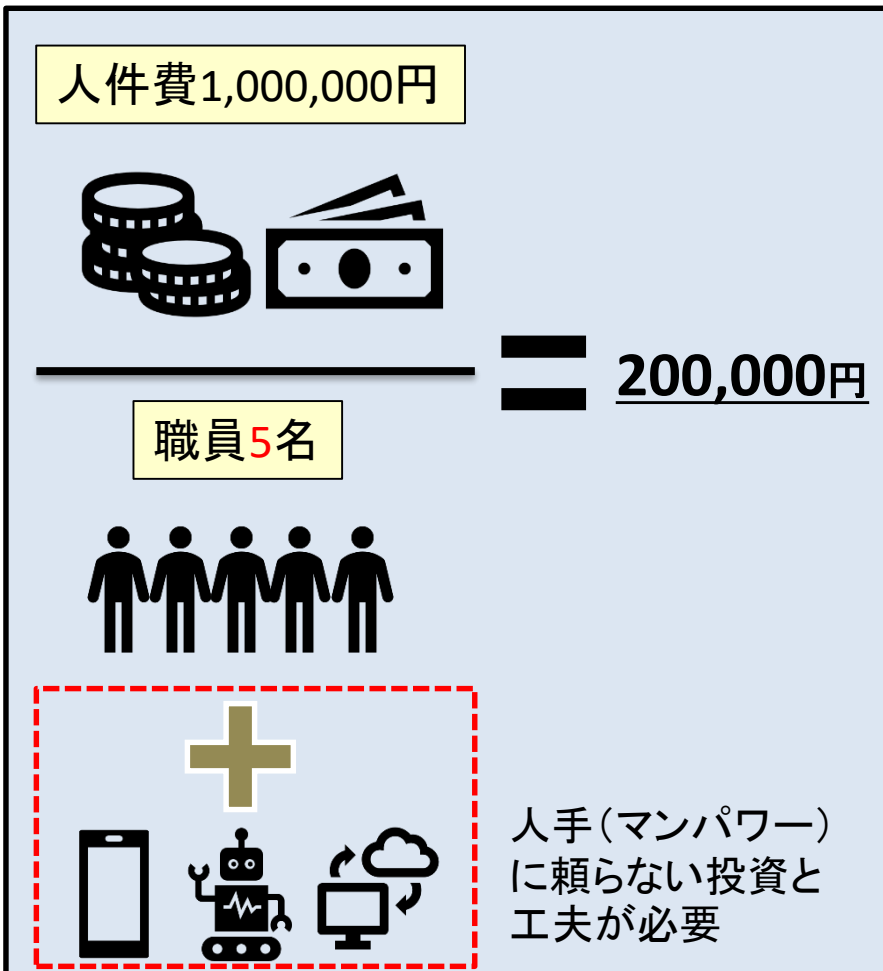 人件費1,000,000円
200,000円
職員5名
人手（マンパワー）
に頼らない投資と
工夫が必要